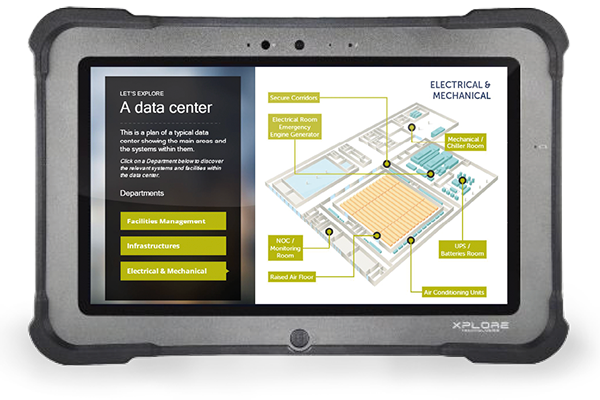 LET'S EXPLORE
A data center
This is a plan of a typical data
center showing the main areas and
the systems within them.
Click on a Department below to discover
the relevant systems and facilities within
the data center.
Departments
Facilities Management
Infrastructures
Electrical & Mechanical
ELECTRICAL &
MECHANICAL
Secure Corridors
Electrical Room
Emergency
Engine Generator
Mechanical /
Chiller Room
NOC /
Monitoring
Room
UPS /
Batteries Room
Raised Air Floor
Air Conditioning Units
XPLORE
TECHNOLOGIES